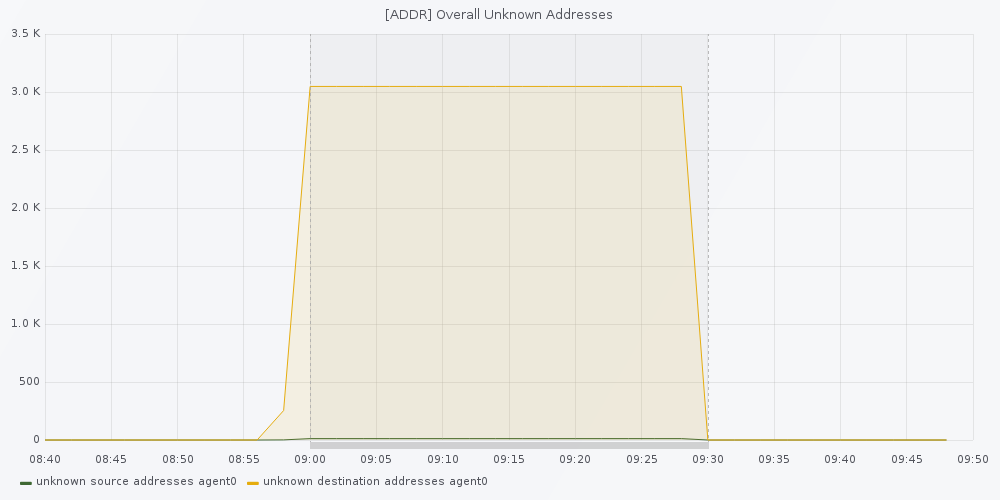 [ADDR] Overall Unknown Addresses
3.5 K
3.0 K
2.5 K
2.0 K
1.5 K
1.0 K
500
0
08:40 08:45 08:50 08:55 09:00 09:05 09:10 09:15 09:20 09:25 09:30 09:35 09:40 09:45 09:50
unknown source addresses agent0 unknown destination addresses agent0